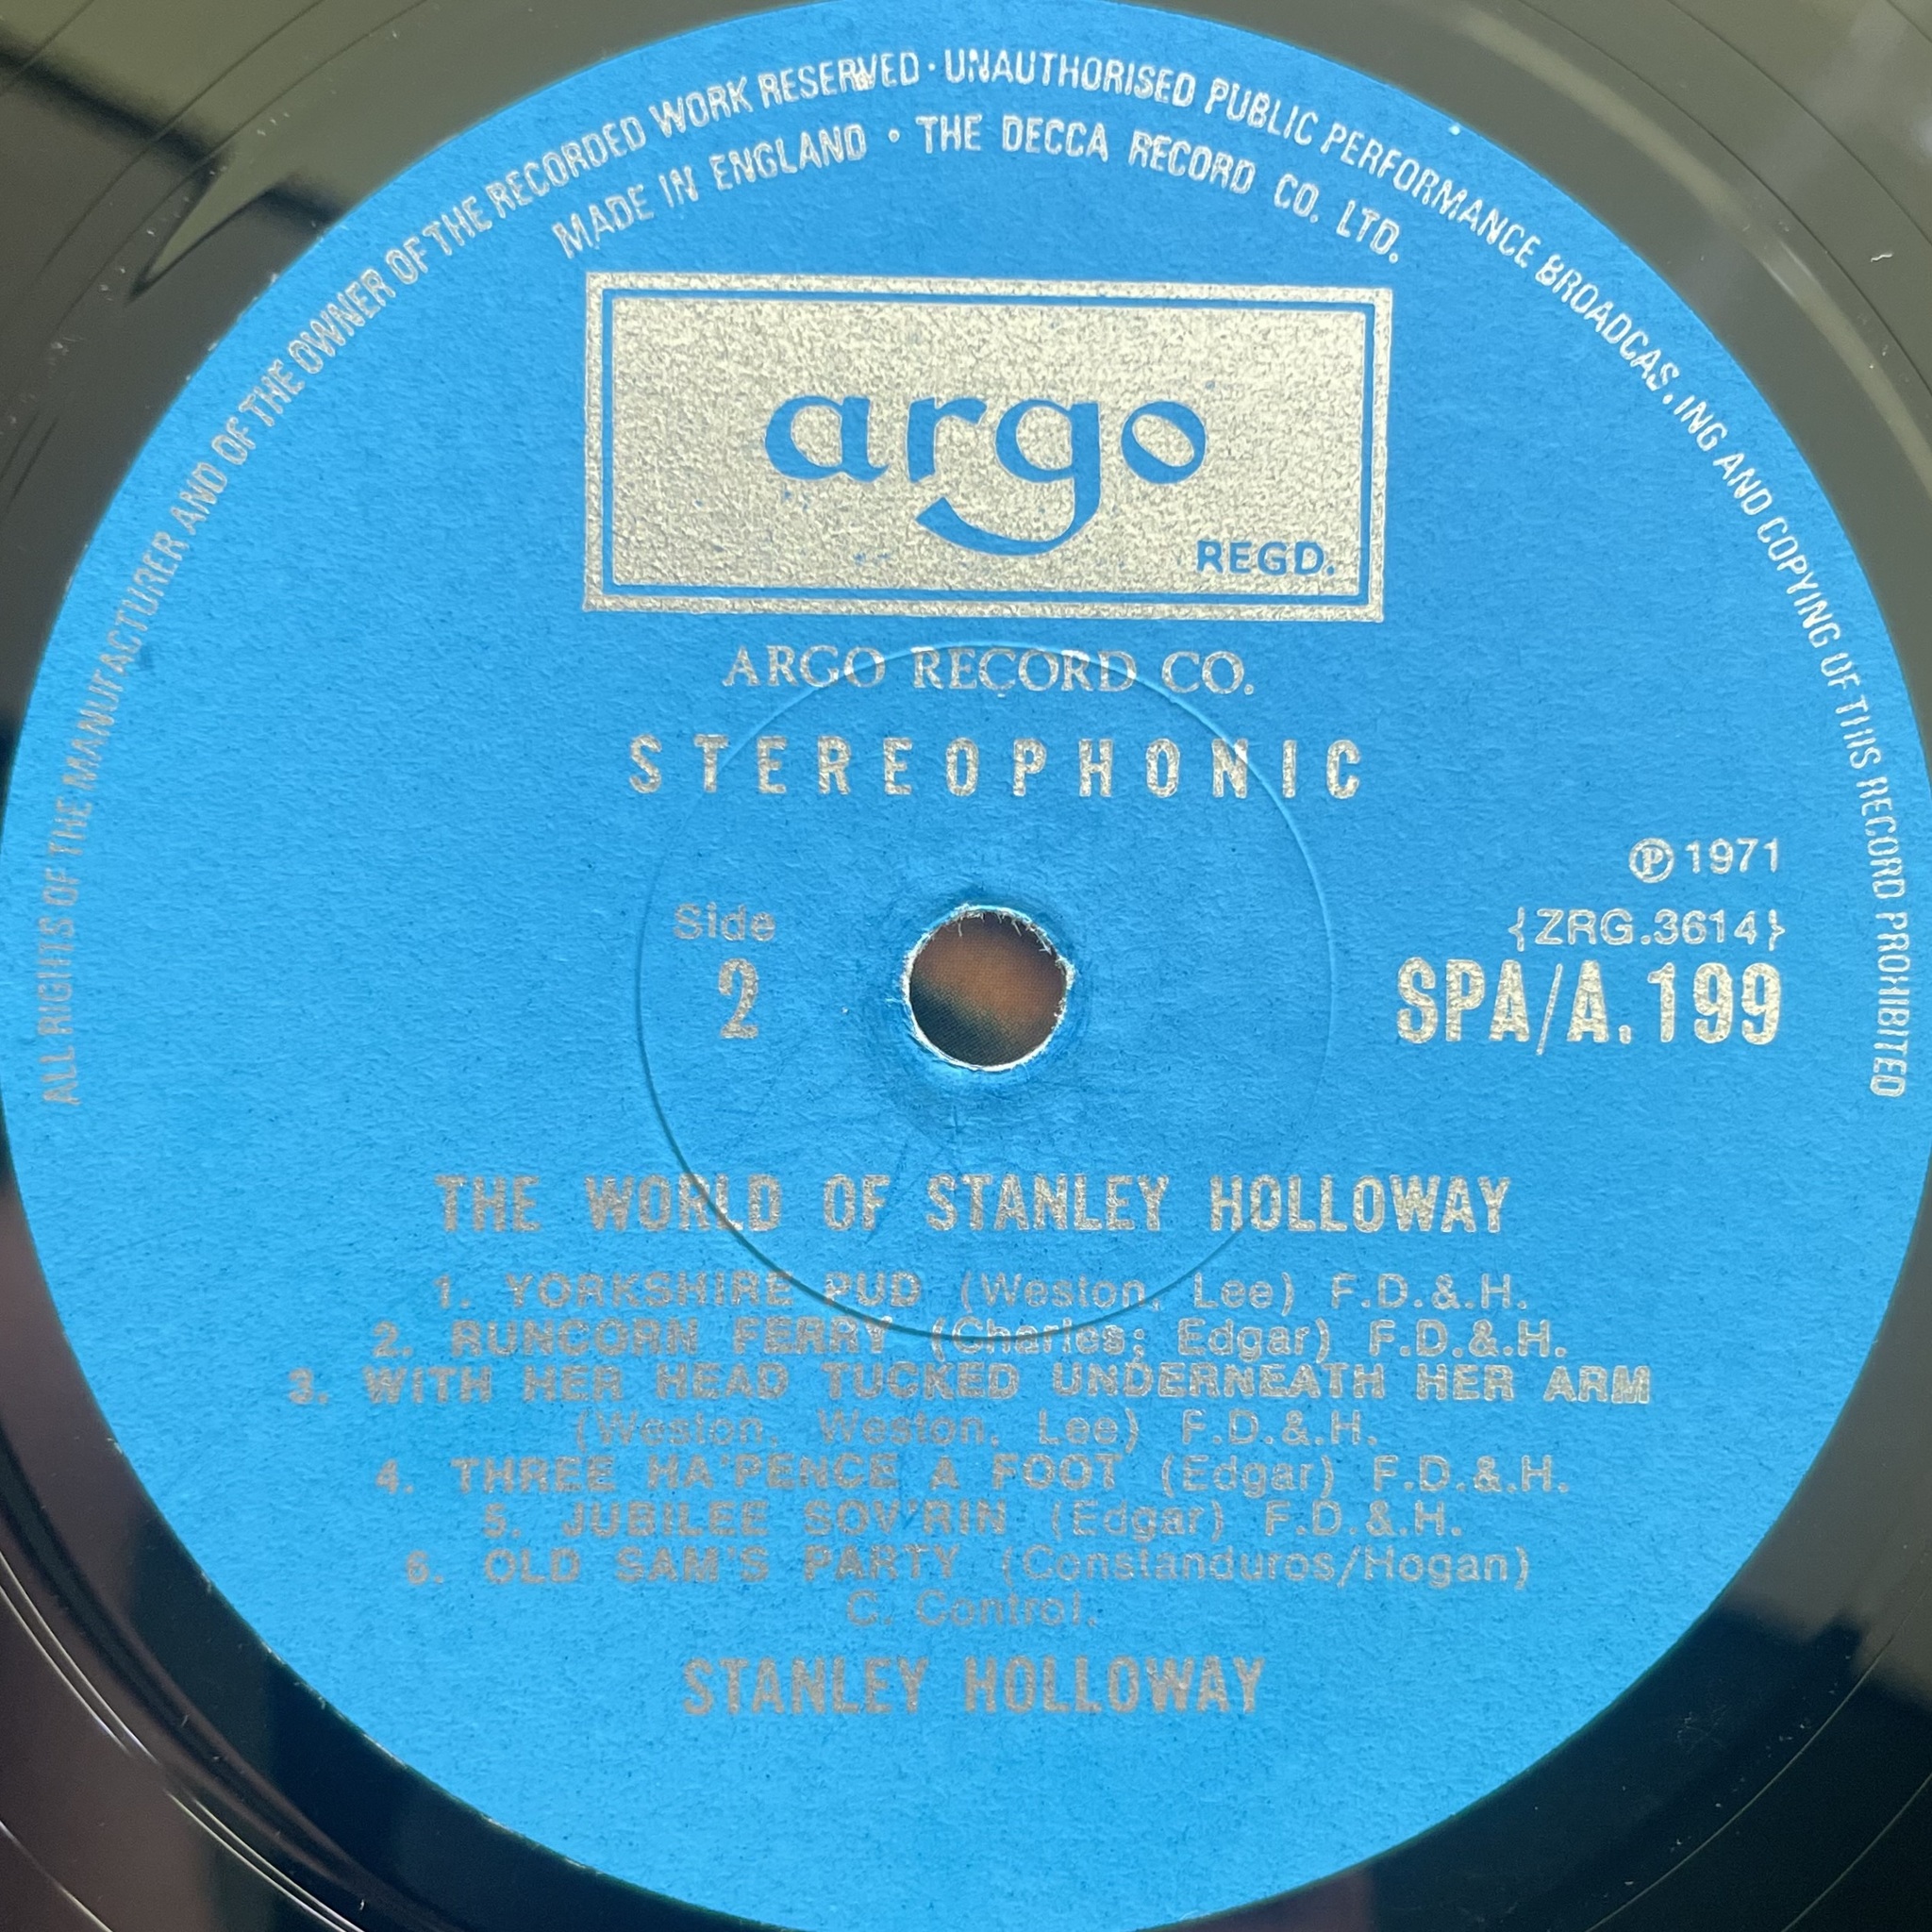 ALL RIGHTS OF THE MANUFACTURER AND OF THE OWNER OF THE RECORDED WORK RESERVED · UNAUTHORISED PUBLIC PERFORMANCE BROADCAS.ING AND COPYING OF THIS RECORD PROHIBITED
MADE IN ENGLAND • THE DECCA RECORD CO. LTD.
argo
REGD.
ARGO RECORD CO.
STEREOPHONIC
Ⓟ 1971
Side
{ZRG.3614}
2
SPA/A.199
THE WORLD OF STANLEY HOLLOWAY
1. YORKSHIRE PUD (Weston, Lee) F.D.&.H.
2. RUNCORN FERRY (Charles; Edgar) F.D.&.H.
3. WITH HER HEAD TUCKED UNDERNEATH HER ARM
(Weston, Weston, Lee) F.D.&.H.
4. THREE HA'PENCE A FOOT (Edgar) F.D.&.H.
5. JUBILEE SOV'RIN (Edgar) F.D.&.H.
6. OLD SAM'S PARTY (Constanduros/Hogan)
C. Control.
STANLEY HOLLOWAY